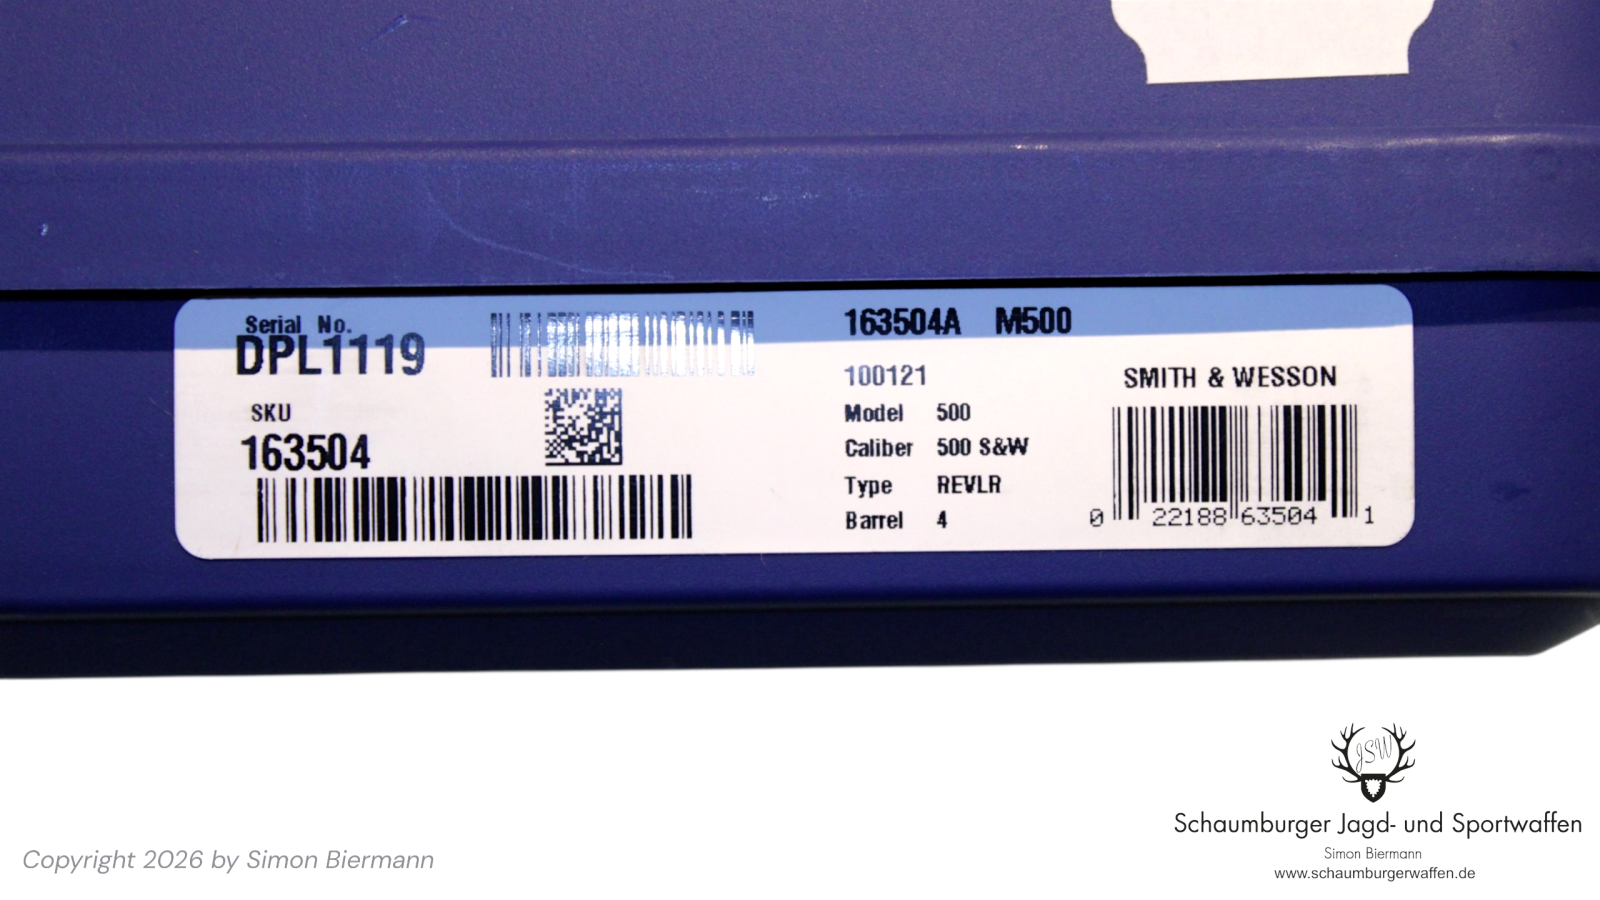 Serial No.
DPL1119
SKU
163504
163504A M500
100121
Model 500
Caliber 500 S&W
Type REVLR
Barrel 4
SMITH & WESSON
0 22188 63504 1
JSW
Schaumburger Jagd- und Sportwaffen
Simon Biermann
www.schaumburgerwaffen.de
Copyright 2026 by Simon Biermann